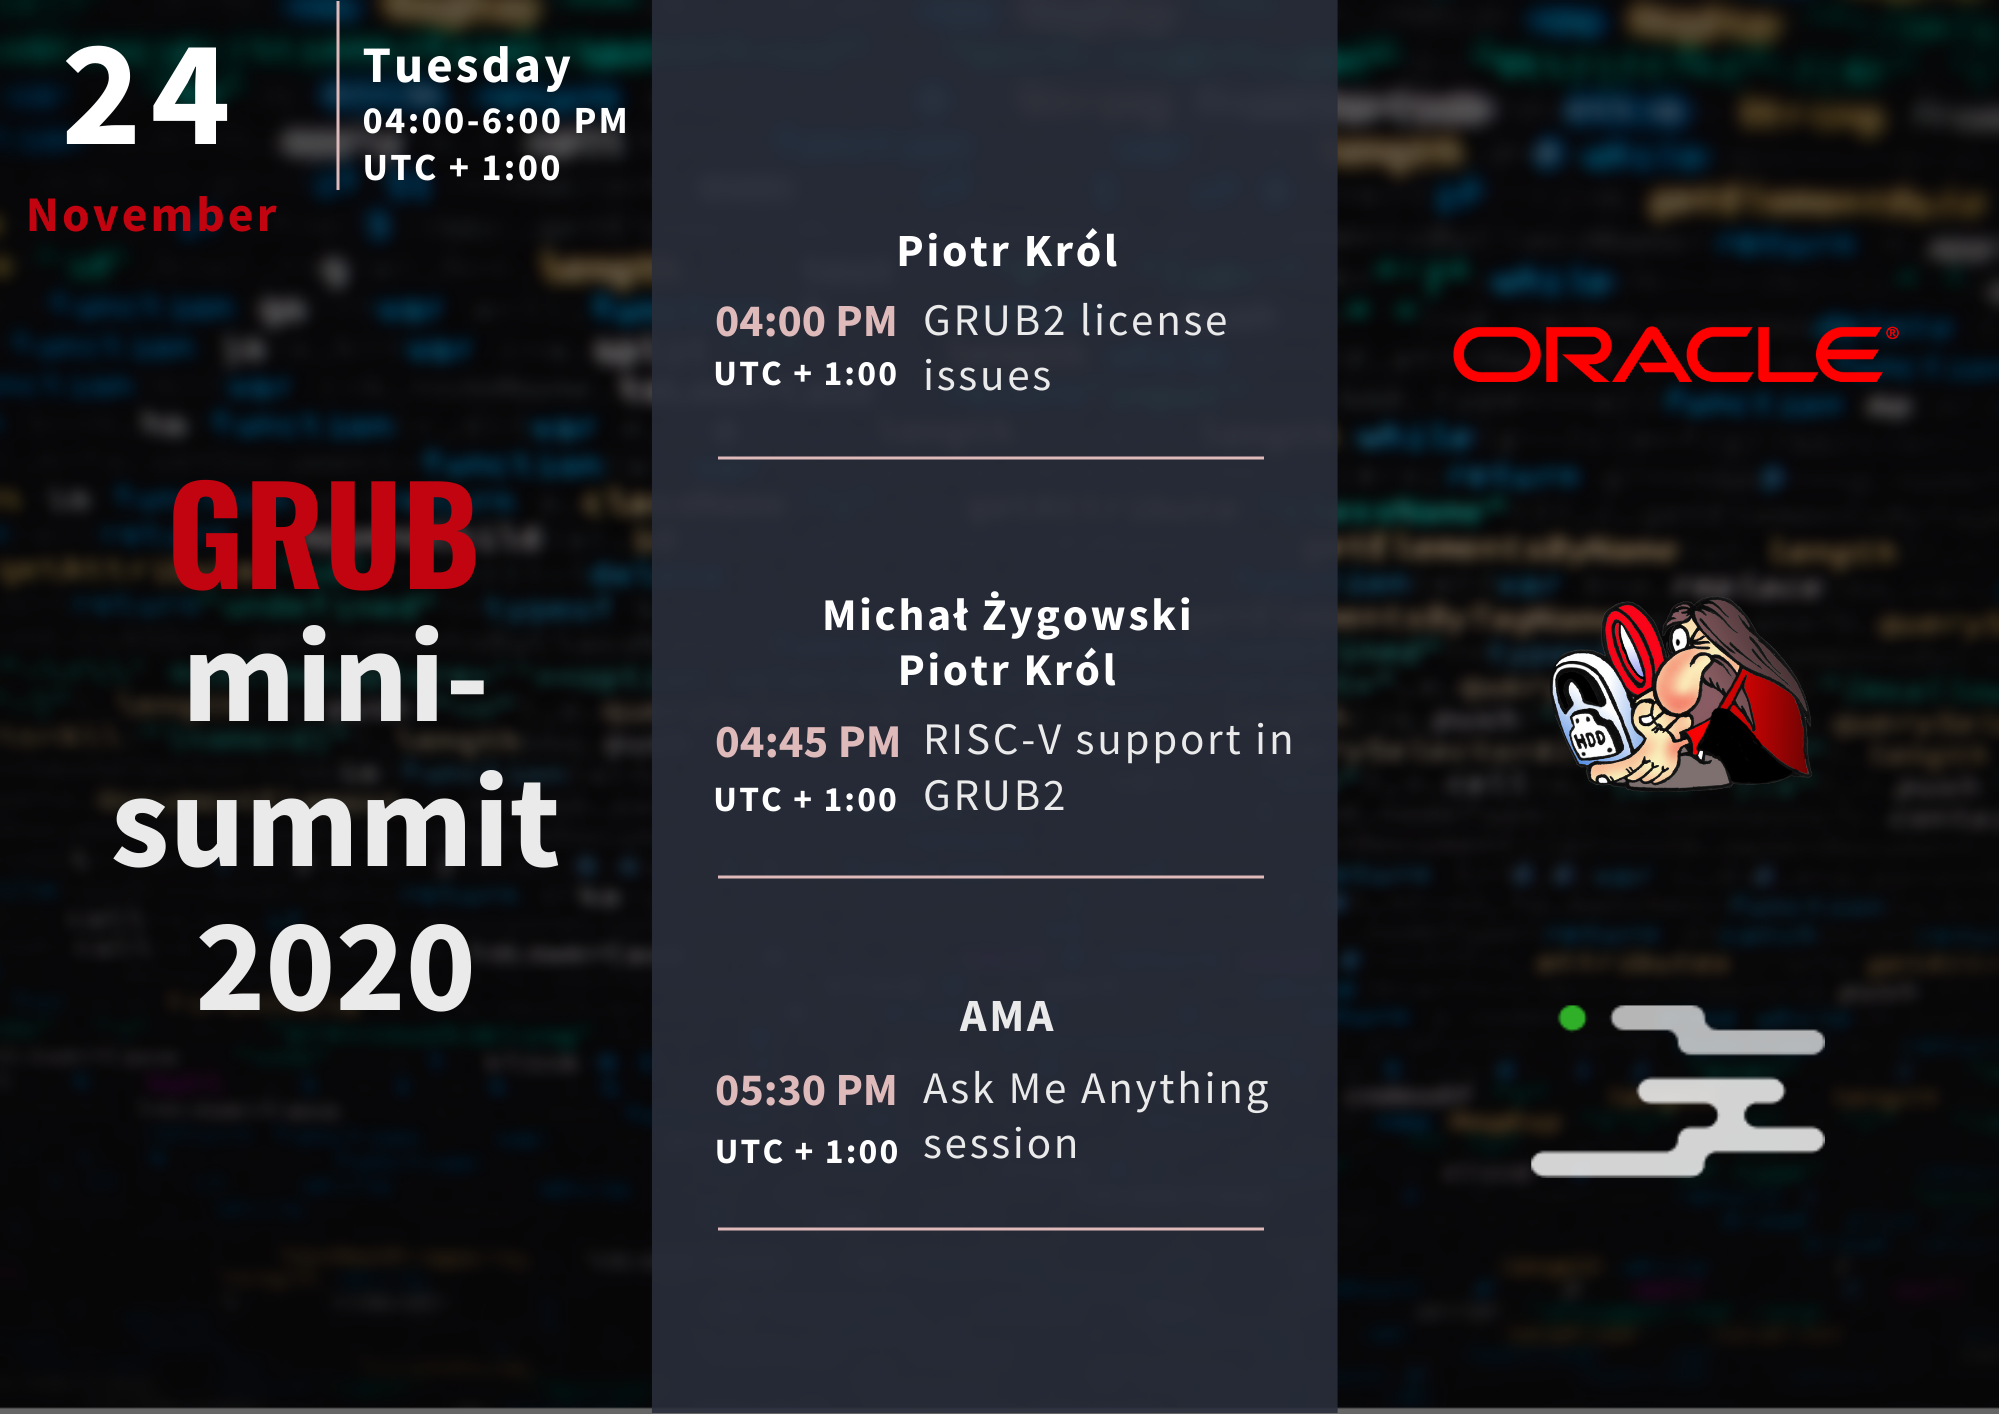 24
November
Tuesday
04:00-6:00 PM
UTC + 1:00
GRUB
mini-
summit
2020
Piotr Król
04:00 PM
UTC + 1:00
GRUB2 license
issues
Michał Żygowski
Piotr Król
04:45 PM
UTC + 1:00
RISC-V support in
GRUB2
AMA
05:30 PM
UTC + 1:00
Ask Me Anything
session
ORACLE®
HDD